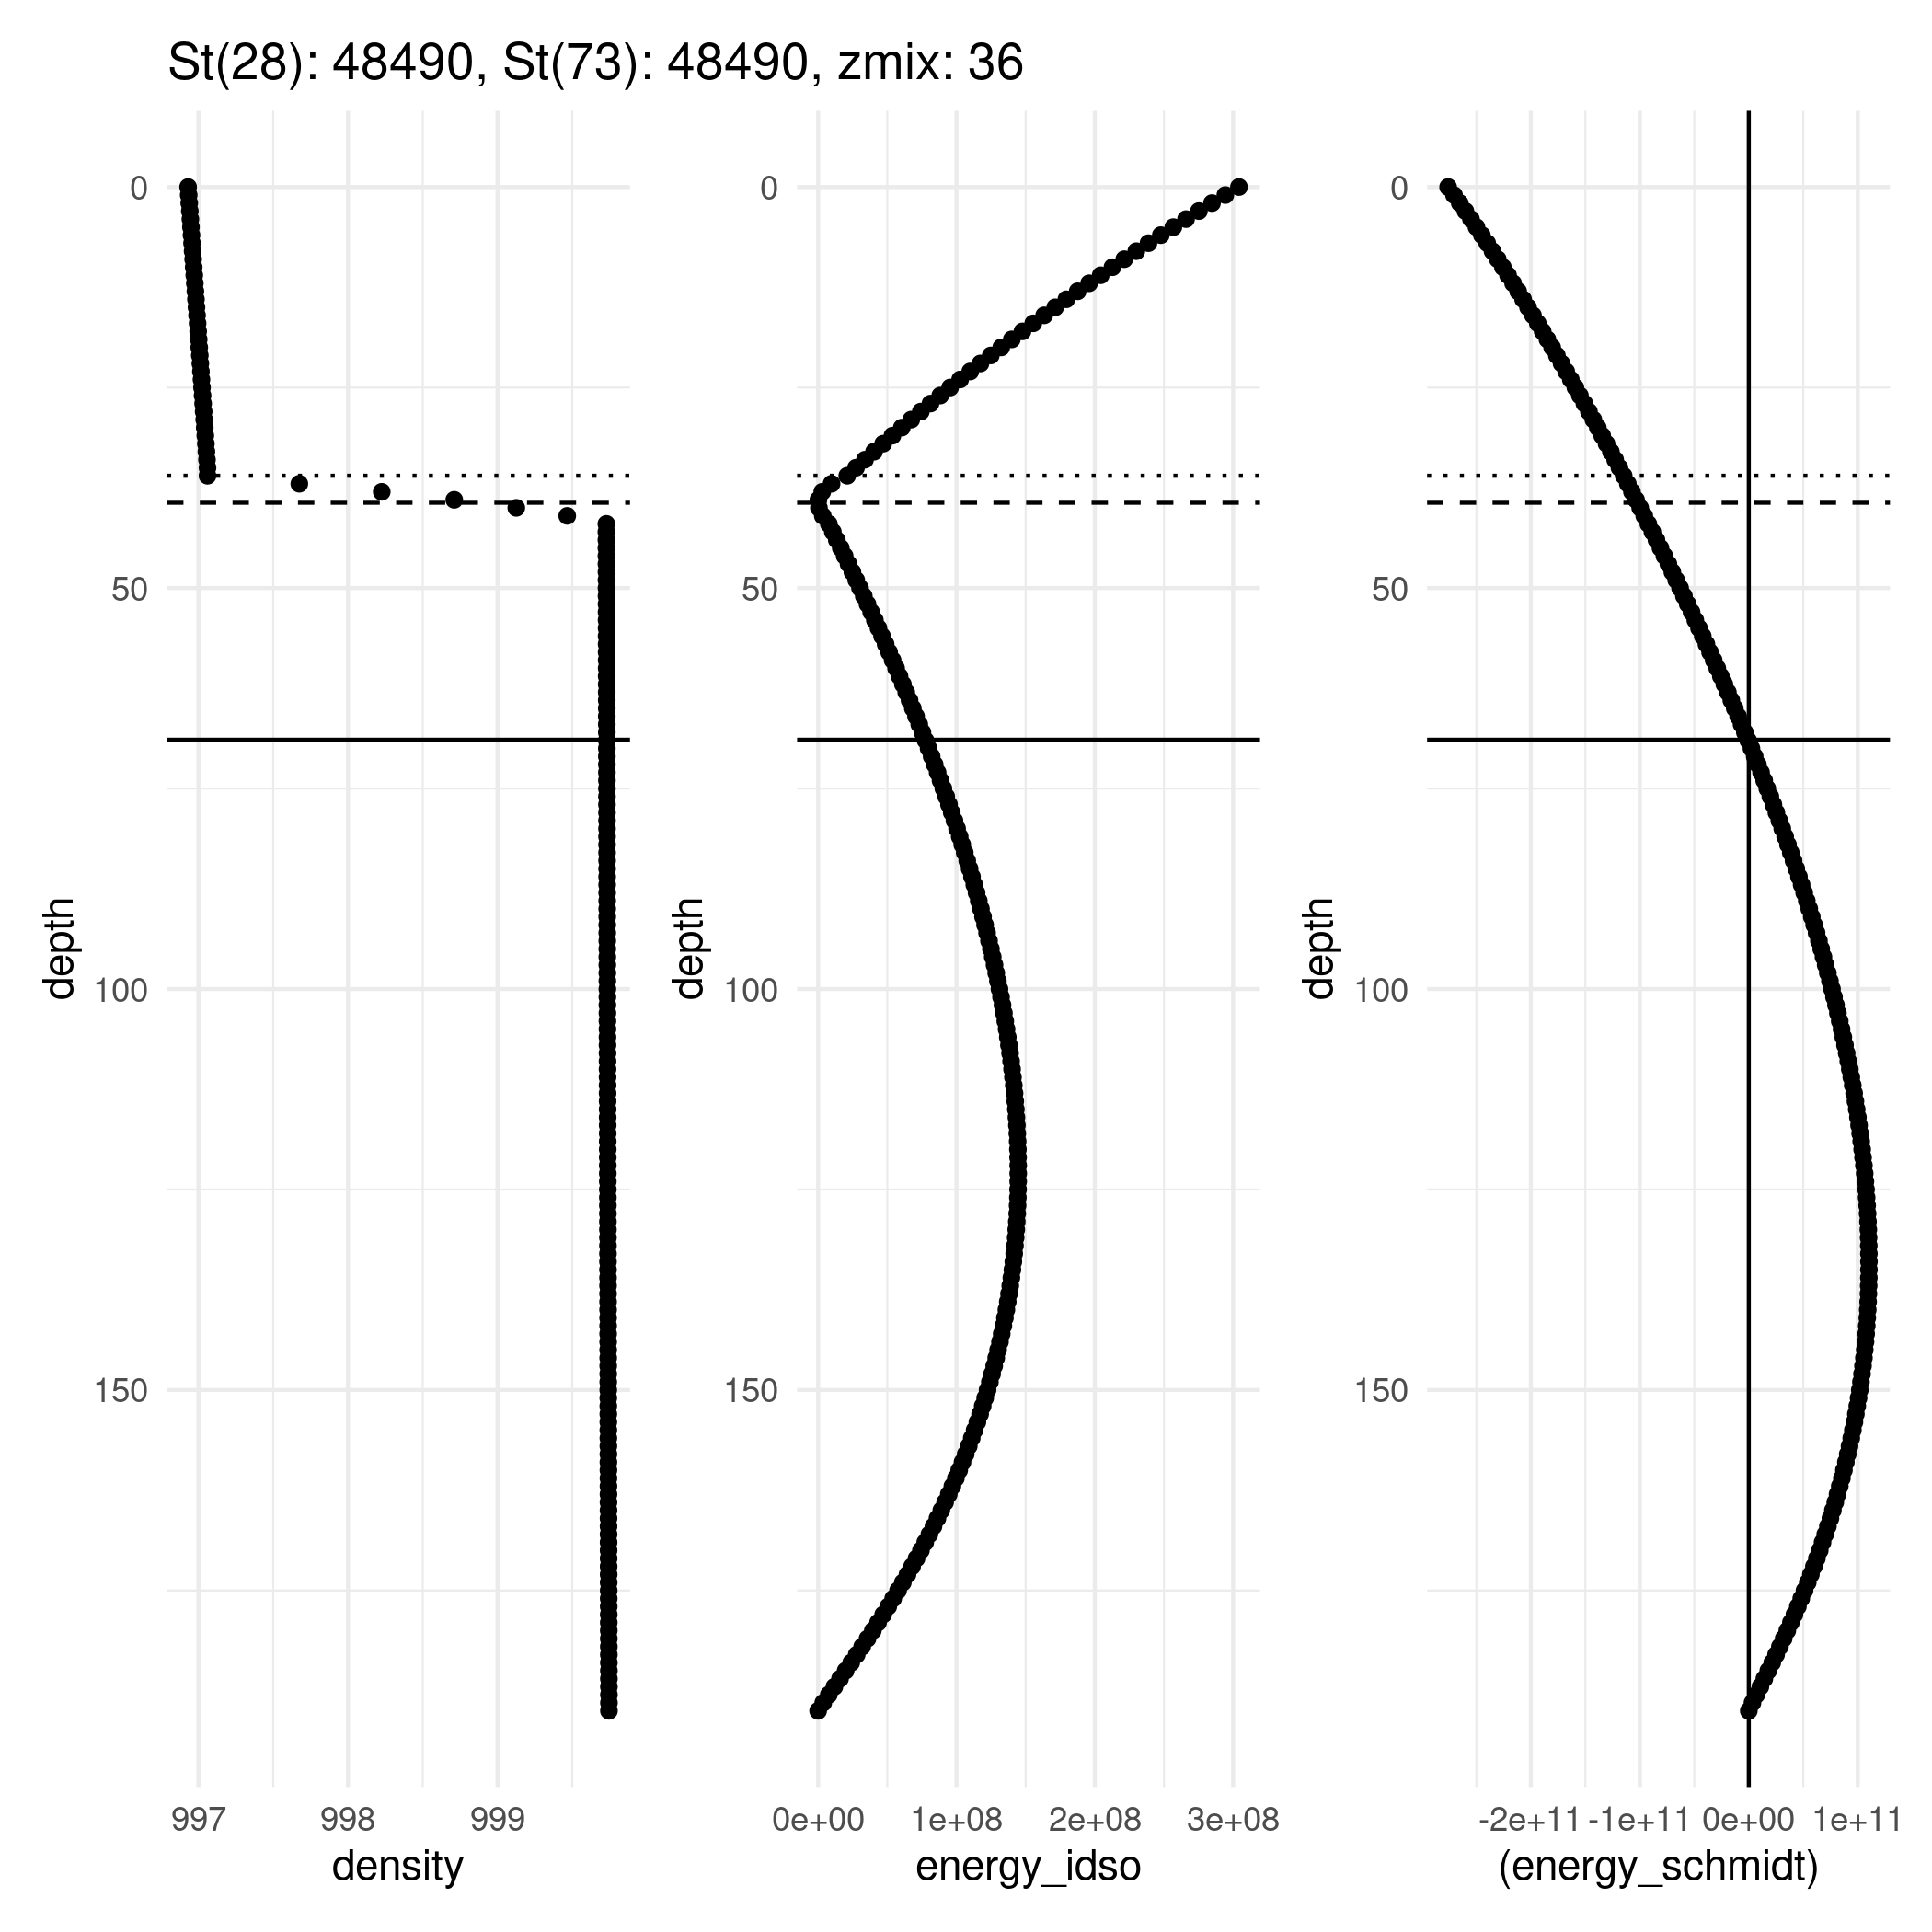 St(28): 48490, St(73): 48490, zmix: 36
0
50
100
150
depth
997 998 999
density
0
50
100
150
depth
0e+00 1e+08 2e+08 3e+08
energy_idso
0
50
100
150
depth
-2e+11 -1e+11 0e+00 1e+11
(energy_schmidt)